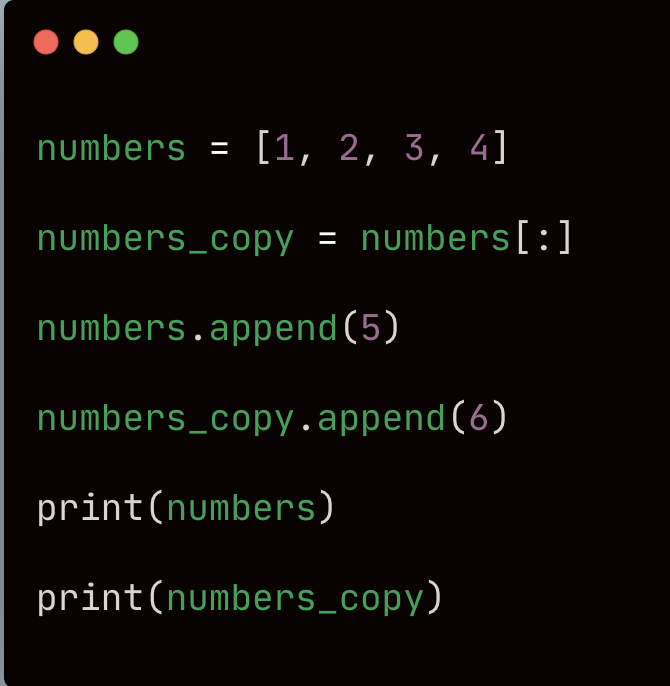 numbers = [1, 2, 3, 4]
numbers_copy = numbers[:]
numbers.append(5)
numbers_copy.append(6)
print(numbers)
print(numbers_copy)